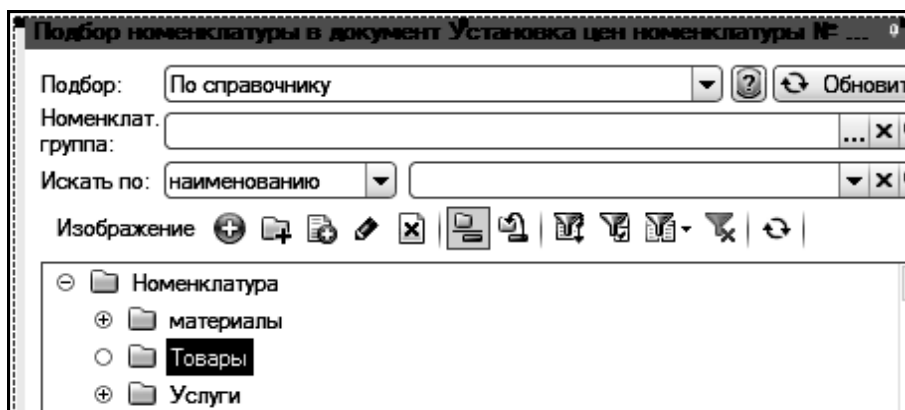 Подбор номенклатуры в документ Установка цен номенклатуры № ...
Подбор: По справочнику Обновит
Номенклат.
группа:
Искать по: наименованию
Изображение
Номенклатура
материалы
Товары
Услуги